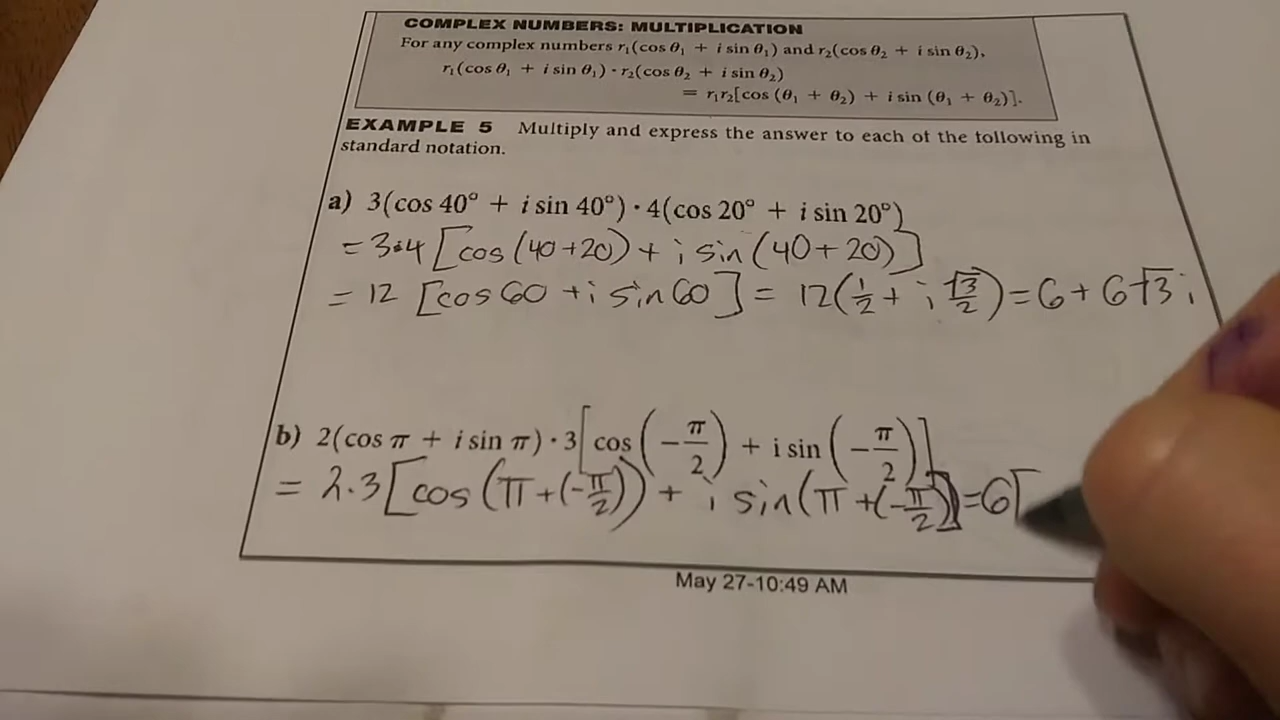 COMPLEX NUMBERS: MULTIPLICATION
For any complex numbers r₁(cos θ₁ + i sin θ₁) and r₂(cos θ₂ + i sin θ₂),
r₁(cos θ₁ + i sin θ₁) · r₂(cos θ₂ + i sin θ₂)
= r₁r₂[cos (θ₁ + θ₂) + i sin (θ₁ + θ₂)].
EXAMPLE 5 Multiply and express the answer to each of the following in
standard notation.
a) 3(cos 40° + i sin 40°) · 4(cos 20° + i sin 20°)
= 3·4 [cos (40+20) + i sin (40+20)]
= 12 [cos 60 + i sin 60] = 12(1/2 + i √3/2) = 6 + 6√3 i
b) 2(cos π + i sin π) · 3[cos (−π/2) + i sin (−π/2)]
= 2·3 [cos (π+(−π/2)) + i sin (π+(−π/2))] = 6[
May 27-10:49 AM